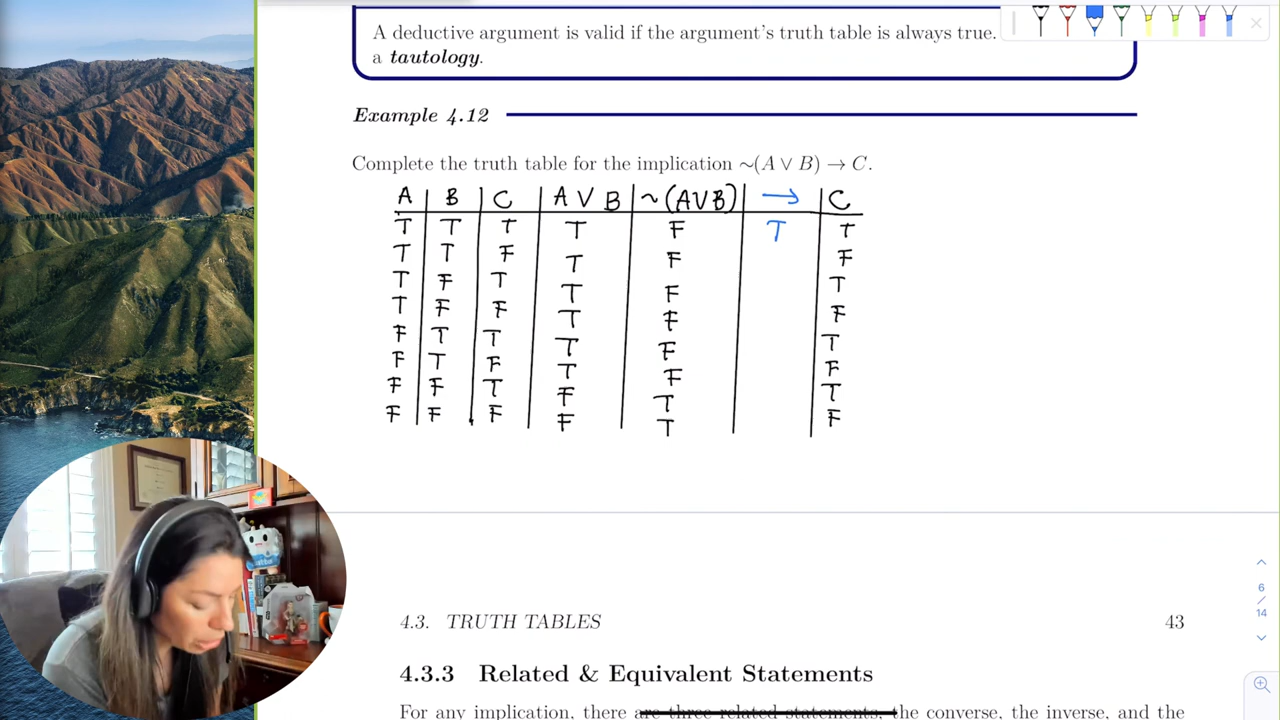 A deductive argument is valid if the argument's truth table is always true.
a tautology.
Example 4.12
Complete the truth table for the implication ∼(A ∨ B) → C.
A B C A ∨ B ~(A∨B) → C
T T T T F T T
T T F T F F
T F T T F T
T F F T F F
F T T T F T
F T F T F F
F F T F T T
F F F F T F
6
/
14
4.3. TRUTH TABLES 43
4.3.3 Related & Equivalent Statements
For any implication, there are three related statements, the converse, the inverse, and the